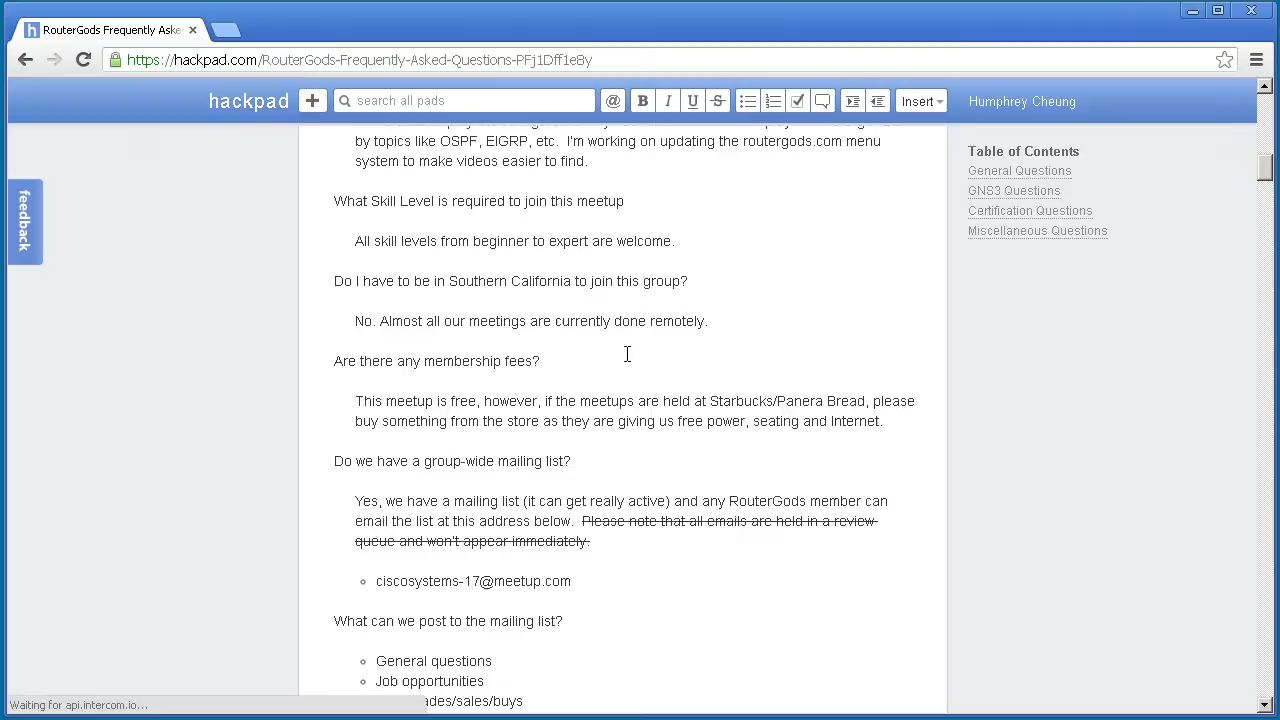 RouterGods Frequently Aske
https://hackpad.com/RouterGods-Frequently-Asked-Questions-PFj1Dff1e8y
hackpad
+
search all pads
@
B
I
U
S
Insert
Humphrey Cheung
by topics like OSPF, EIGRP, etc. I'm working on updating the routergods.com menu
system to make videos easier to find.
What Skill Level is required to join this meetup
All skill levels from beginner to expert are welcome.
Do I have to be in Southern California to join this group?
No. Almost all our meetings are currently done remotely.
Are there any membership fees?
This meetup is free, however, if the meetups are held at Starbucks/Panera Bread, please
buy something from the store as they are giving us free power, seating and Internet.
Do we have a group-wide mailing list?
Yes, we have a mailing list (it can get really active) and any RouterGods member can
email the list at this address below. Please note that all emails are held in a review
queue and won't appear immediately.
ciscosystems-17@meetup.com
What can we post to the mailing list?
General questions
Job opportunities
ades/sales/buys
Table of Contents
General Questions
GNS3 Questions
Certification Questions
Miscellaneous Questions
feedback
Waiting for api.intercom.io...